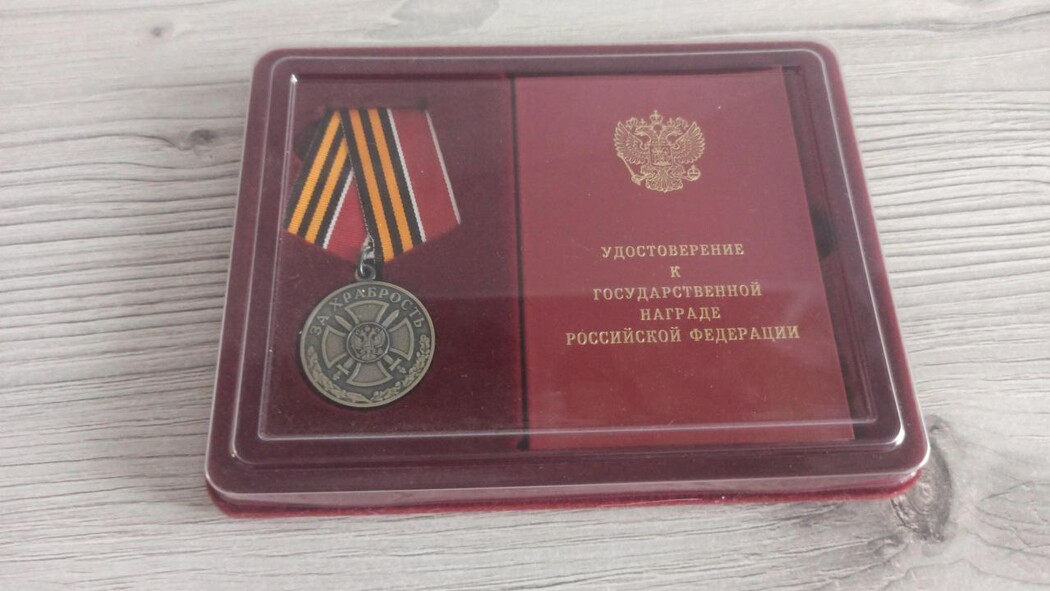 ЗА ХРАБРОСТЬ
УДОСТОВЕРЕНИЕ
К
ГОСУДАРСТВЕННОЙ
НАГРАДЕ
РОССИЙСКОЙ ФЕДЕРАЦИИ